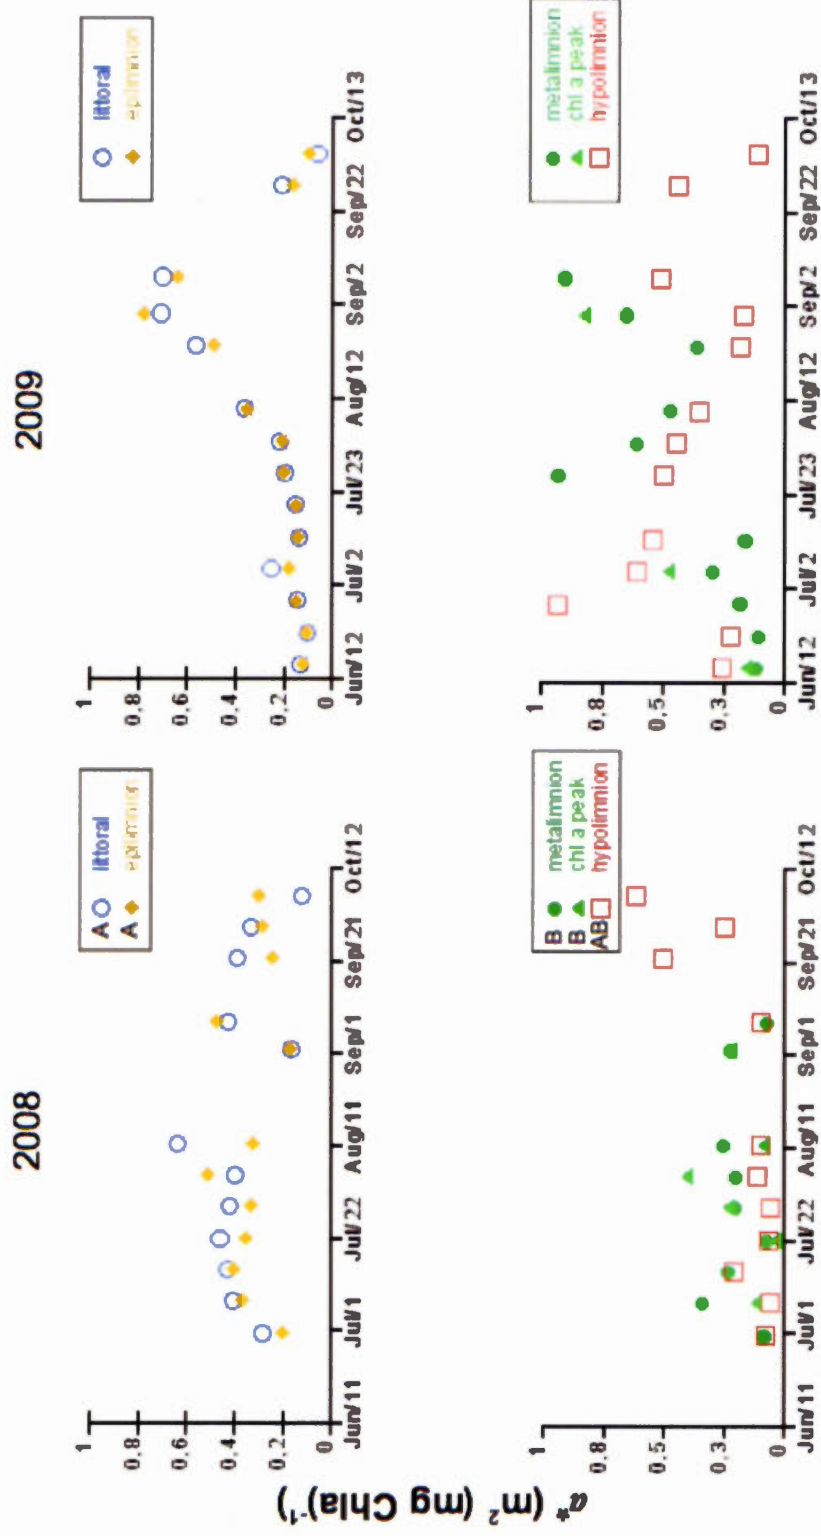 2008
2009
α* (m² (mg Chla)⁻¹)
1
0,8
0,6
0,4
0,2
0
Jun/11
Jul/1
Jul/22
Aug/11
Sep/1
Sep/21
Oct/12
A littoral
A epilimnion
1
0,8
0,6
0,4
0,2
0
Jun/12
Jul/2
Jul/23
Aug/12
Sep/2
Sep/22
Oct/13
littoral
epilimnion
1
0,8
0,5
0,3
0
Jun/11
Jul/1
Jul/22
Aug/11
Sep/1
Sep/21
Oct/12
B metalimnion
B chl a peak
AB hypolimnion
1
0,8
0,5
0,3
0
Jun/12
Jul/2
Jul/23
Aug/12
Sep/2
Sep/22
Oct/13
metalimnion
chl a peak
hypolimnion